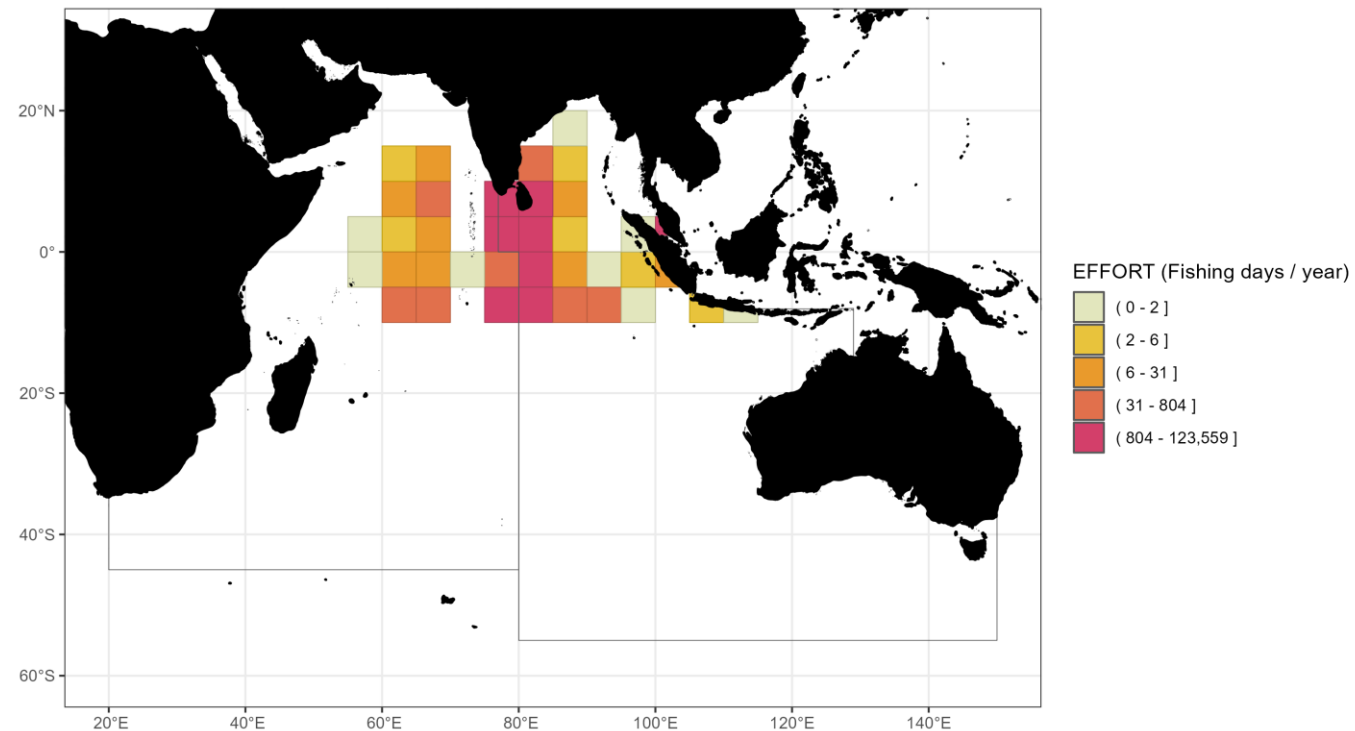 20°N
0°
20°S
40°S
60°S
20°E
40°E
60°E
80°E
100°E
120°E
140°E
EFFORT (Fishing days / year)
( 0 - 2 ]
( 2 - 6 ]
( 6 - 31 ]
( 31 - 804 ]
( 804 - 123,559 ]